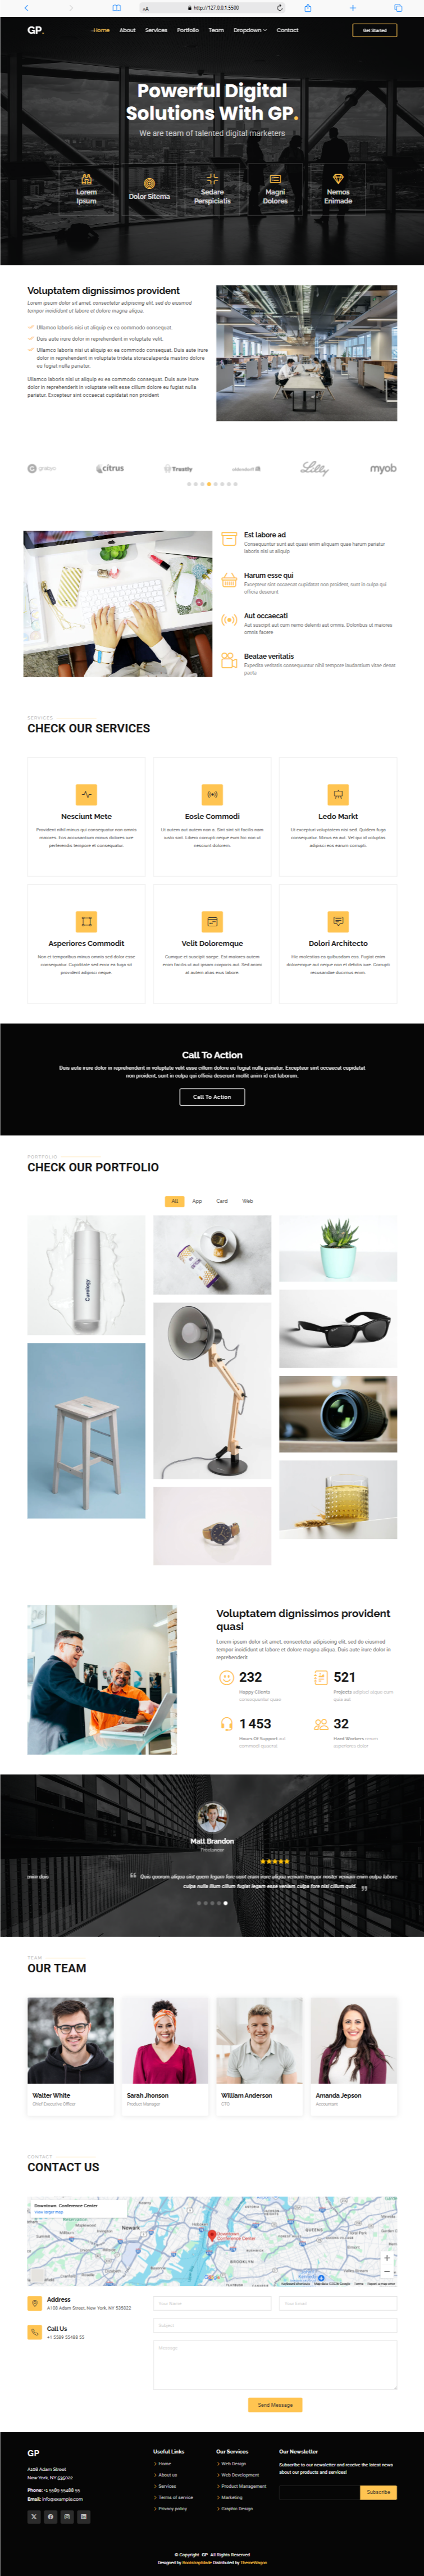 AA
http://127.0.0.1:5500
GP.
Home About Services Portfolio Team Dropdown Contact
Get Started
Powerful Digital
Solutions With GP.
We are team of talented digital marketers
Lorem
Ipsum
Dolor Sitema
Sedare
Perspiciatis
Magni
Dolores
Nemos
Enimade
Voluptatem dignissimos provident
Lorem ipsum dolor sit amet, consectetur adipiscing elit, sed do eiusmod
tempor incididunt ut labore et dolore magna aliqua.
Ullamco laboris nisi ut aliquip ex ea commodo consequat.
Duis aute irure dolor in reprehenderit in voluptate velit.
Ullamco laboris nisi ut aliquip ex ea commodo consequat. Duis aute irure
dolor in reprehenderit in voluptate trideta storacalaperda mastiro dolore
eu fugiat nulla pariatur.
Ullamco laboris nisi ut aliquip ex ea commodo consequat. Duis aute irure
dolor in reprehenderit in voluptate velit esse cillum dolore eu fugiat nulla
pariatur. Excepteur sint occaecat cupidatat non proident
grabyo
citrus
Trustly
oldendorff
Lilly
myob
Est labore ad
Consequuntur sunt aut quasi enim aliquam quae harum pariatur
laboris nisi ut aliquip
Harum esse qui
Excepteur sint occaecat cupidatat non proident, sunt in culpa qui
officia deserunt
Aut occaecati
Aut suscipit aut cum nemo deleniti aut omnis. Doloribus ut maiores
omnis facere
Beatae veritatis
Expedita veritatis consequuntur nihil tempore laudantium vitae denat
pacta
SERVICES
CHECK OUR SERVICES
Nesciunt Mete
Provident nihil minus qui consequatur non omnis
maiores. Eos accusantium minus dolores iure
perferendis tempore et consequatur.
Eosle Commodi
Ut autem aut autem non a. Sint sint sit facilis nam
iusto sint. Libero corrupti neque eum hic non ut
nesciunt dolorem.
Ledo Markt
Ut excepturi voluptatem nisi sed. Quidem fuga
consequatur. Minus ea aut. Vel qui id voluptas
adipisci eos earum corrupti.
Asperiores Commodit
Non et temporibus minus omnis sed dolor esse
consequatur. Cupiditate sed error ea fuga sit
provident adipisci neque.
Velit Doloremque
Cumque et suscipit saepe. Est maiores autem
enim facilis ut aut ipsam corporis aut. Sed animi
at autem alias eius labore.
Dolori Architecto
Hic molestias ea quibusdam eos. Fugiat enim
doloremque aut neque non et debitis iure. Corrupti
recusandae ducimus enim.
Call To Action
Duis aute irure dolor in reprehenderit in voluptate velit esse cillum dolore eu fugiat nulla pariatur. Excepteur sint occaecat cupidatat
non proident, sunt in culpa qui officia deserunt mollit anim id est laborum.
Call To Action
PORTFOLIO
CHECK OUR PORTFOLIO
All App Card Web
Curology
Voluptatem dignissimos provident
quasi
Lorem ipsum dolor sit amet, consectetur adipiscing elit, sed do eiusmod
tempor incididunt ut labore et dolore magna aliqua. Duis aute irure dolor in
reprehenderit
232
Happy Clients
consequuntur quae
521
Projects adipisci atque cum
quia aut
1453
Hours Of Support aut
commodi quaerat
32
Hard Workers rerum
asperiores dolor
Matt Brandon
Freelancer
enim duis
Quis quorum aliqua sint quem legam fore sunt eram irure aliqua veniam tempor noster veniam enim culpa labore
culpa nulla illum cillum fugiat legam esse veniam culpa fore nisi cillum quid.
TEAM
OUR TEAM
Walter White
Chief Executive Officer
Sarah Jhonson
Product Manager
William Anderson
CTO
Amanda Jepson
Accountant
CONTACT
CONTACT US
Downtown. Conference Center
View larger map
Newark
QUEENS
BROOKLYN
Downtown
Conference Center
Address
A108 Adam Street, New York, NY 535022
Call Us
+1 5589 55488 55
Your Name
Your Email
Subject
Message
Send Message
GP
A108 Adam Street
New York, NY 535022
Phone: +1 5589 55488 55
Email: info@example.com
Useful Links
Home
About us
Services
Terms of service
Privacy policy
Our Services
Web Design
Web Development
Product Management
Marketing
Graphic Design
Our Newsletter
Subscribe to our newsletter and receive the latest news
about our products and services!
Subscribe
© Copyright GP All Rights Reserved
Designed by BootstrapMade Distributed by ThemeWagon